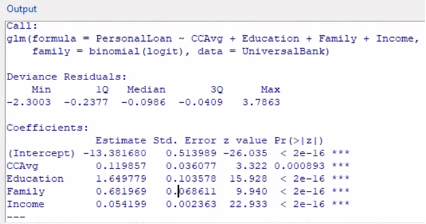 Output
Call:
glm(formula = PersonalLoan ~ CCAvg + Education + Family + Income,
    family = binomial(logit), data = UniversalBank)
Deviance Residuals:
    Min      1Q  Median      3Q     Max
-2.3003 -0.2377 -0.0986 -0.0409 3.7863
Coefficients:
Estimate Std. Error z value Pr(>|z|)
(Intercept) -13.381680 0.513989 -26.035 < 2e-16 ***
CCAvg 0.119857 0.036077 3.322 0.000893 ***
Education 1.649779 0.103578 15.928 < 2e-16 ***
Family 0.681969 0.068611 9.940 < 2e-16 ***
Income 0.054199 0.002363 22.933 < 2e-16 ***
---